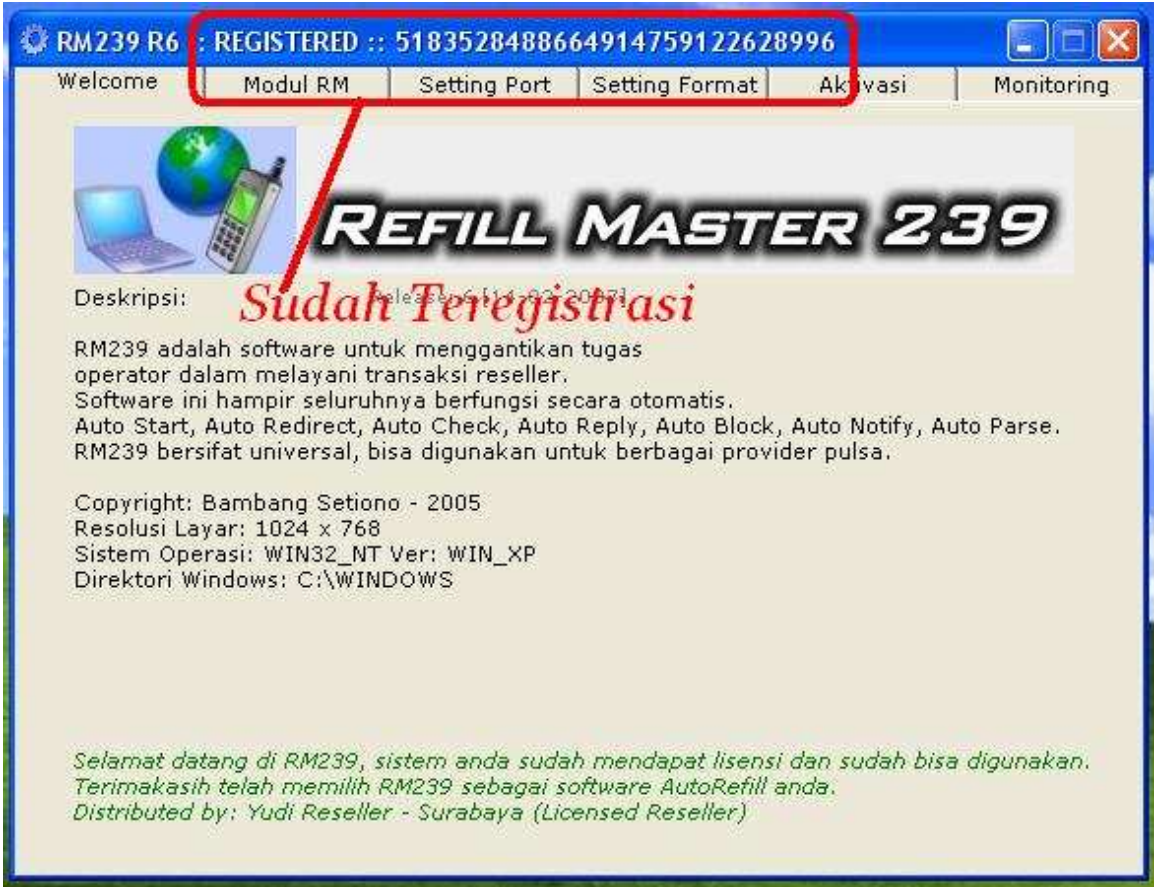 RM239 R6 :: REGISTERED :: 5183528488664914759122628996
Welcome Modul RM Setting Port Setting Format Aktivasi Monitoring
REFILL MASTER 239
Deskripsi: Release: 6 [14-02-2007]
Sudah Teregistrasi
RM239 adalah software untuk menggantikan tugas
operator dalam melayani transaksi reseller.
Software ini hampir seluruhnya berfungsi secara otomatis.
Auto Start, Auto Redirect, Auto Check, Auto Reply, Auto Block, Auto Notify, Auto Parse.
RM239 bersifat universal, bisa digunakan untuk berbagai provider pulsa.
Copyright: Bambang Setiono - 2005
Resolusi Layar: 1024 x 768
Sistem Operasi: WIN32_NT Ver: WIN_XP
Direktori Windows: C:\WINDOWS
Selamat datang di RM239, sistem anda sudah mendapat lisensi dan sudah bisa digunakan.
Terimakasih telah memilih RM239 sebagai software AutoRefill anda.
Distributed by: Yudi Reseller - Surabaya (Licensed Reseller)